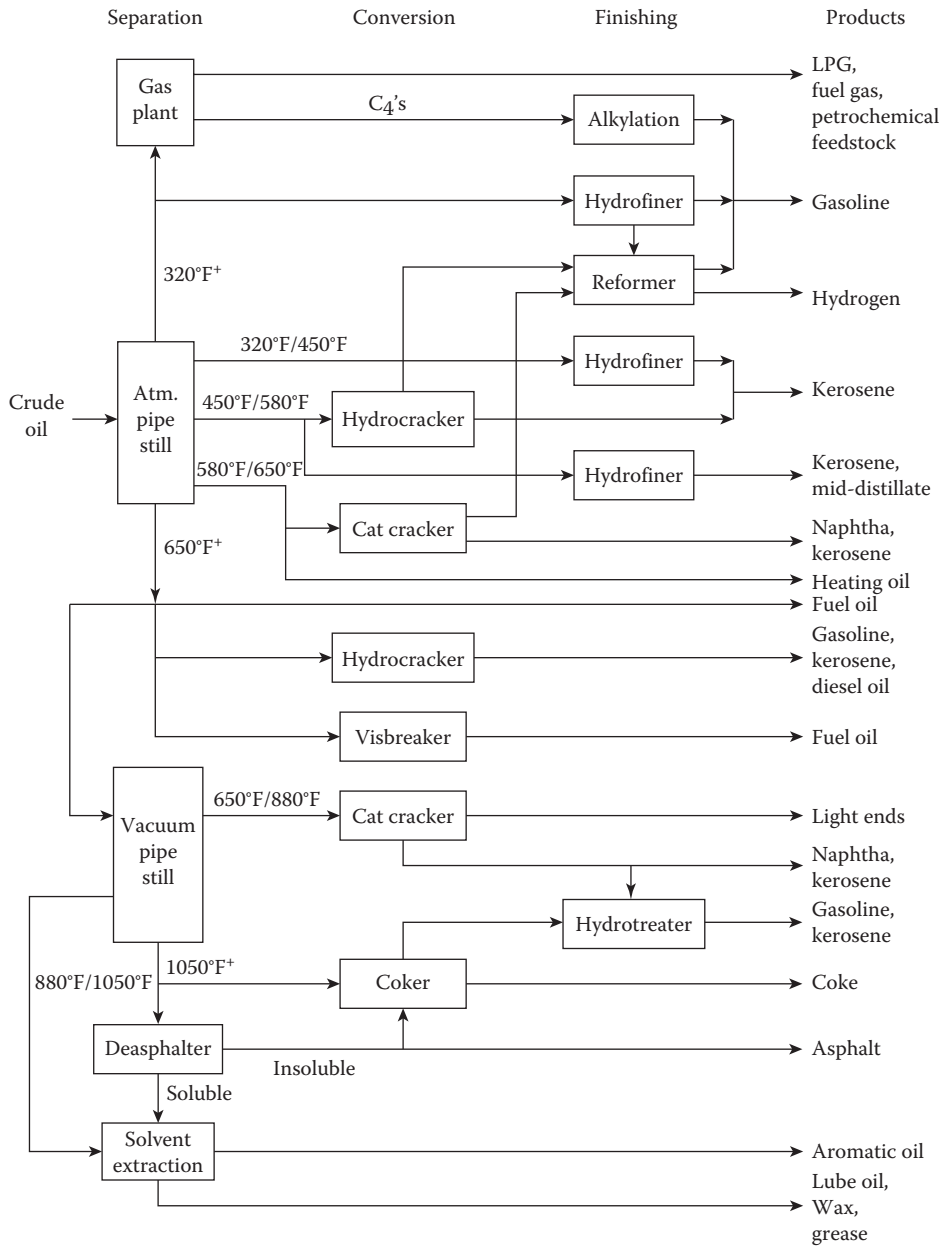 Separation
Conversion
Finishing
Products
Gas
plant
C4's
Alkylation
LPG,
fuel gas,
petrochemical
feedstock
Hydrofiner
Gasoline
320°F+
Reformer
Hydrogen
Crude
oil
Atm.
pipe
still
320°F/450°F
Hydrofiner
Kerosene
450°F/580°F
Hydrocracker
580°F/650°F
Hydrofiner
Kerosene,
mid-distillate
Cat cracker
Naphtha,
kerosene
650°F+
Heating oil
Fuel oil
Hydrocracker
Gasoline,
kerosene,
diesel oil
Visbreaker
Fuel oil
Vacuum
pipe
still
650°F/880°F
Cat cracker
Light ends
Naphtha,
kerosene
Hydrotreater
Gasoline,
kerosene
880°F/1050°F
1050°F+
Coker
Coke
Deasphalter
Insoluble
Asphalt
Soluble
Solvent
extraction
Aromatic oil
Lube oil,
Wax,
grease